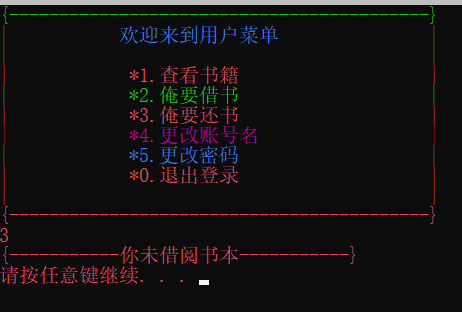 {------------------------------------------}
欢迎来到用户菜单
*1.查看书籍
*2.俺要借书
*3.俺要还书
*4.更改账号名
*5.更改密码
*0.退出登录
{------------------------------------------}
3
{-----------你未借阅书本-----------}
请按任意键继续. . .